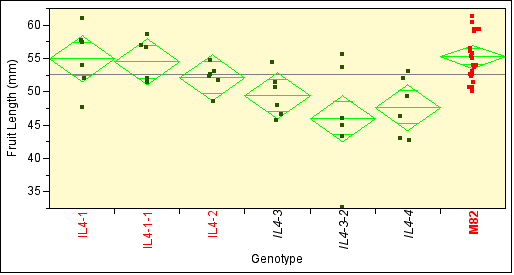 Fruit Length (mm)
60
55
50
45
40
35
IL4-1
IL4-1-1
IL4-2
IL4-3
IL4-3-2
IL4-4
M82
Genotype